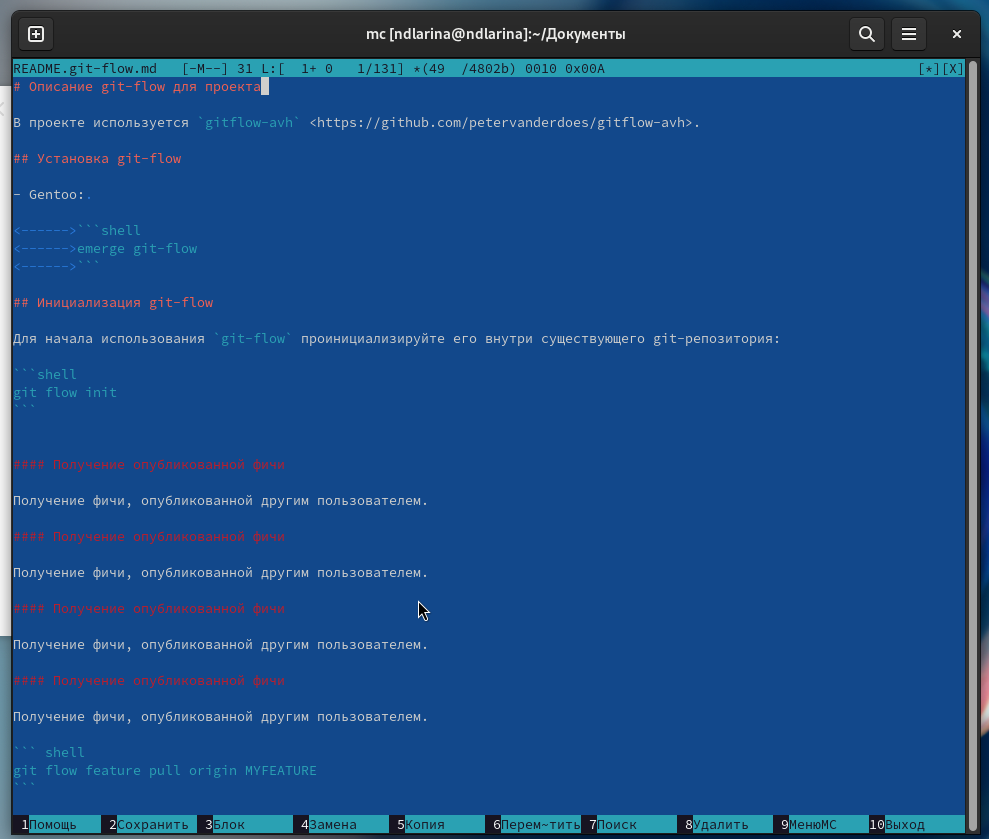 mc [ndlarina@ndlarina]:~/Документы
README.git-flow.md [-M--] 31 L:[ 1+ 0 1/131] *(49 /4802b) 0010 0x00A [*][X]
# Описание git-flow для проекта
В проекте используется `gitflow-avh` <https://github.com/petervanderdoes/gitflow-avh>.
## Установка git-flow
- Gentoo:.
<------>```shell
<------>emerge git-flow
<------>```
## Инициализация git-flow
Для начала использования `git-flow` проинициализируйте его внутри существующего git-репозитория:
```shell
git flow init
```
#### Получение опубликованной фичи
Получение фичи, опубликованной другим пользователем.
#### Получение опубликованной фичи
Получение фичи, опубликованной другим пользователем.
#### Получение опубликованной фичи
Получение фичи, опубликованной другим пользователем.
#### Получение опубликованной фичи
Получение фичи, опубликованной другим пользователем.
``` shell
git flow feature pull origin MYFEATURE
```
1Помощь 2Сохранить 3Блок 4Замена 5Копия 6Перем~тить 7Поиск 8Удалить 9МенюMC 10Выход